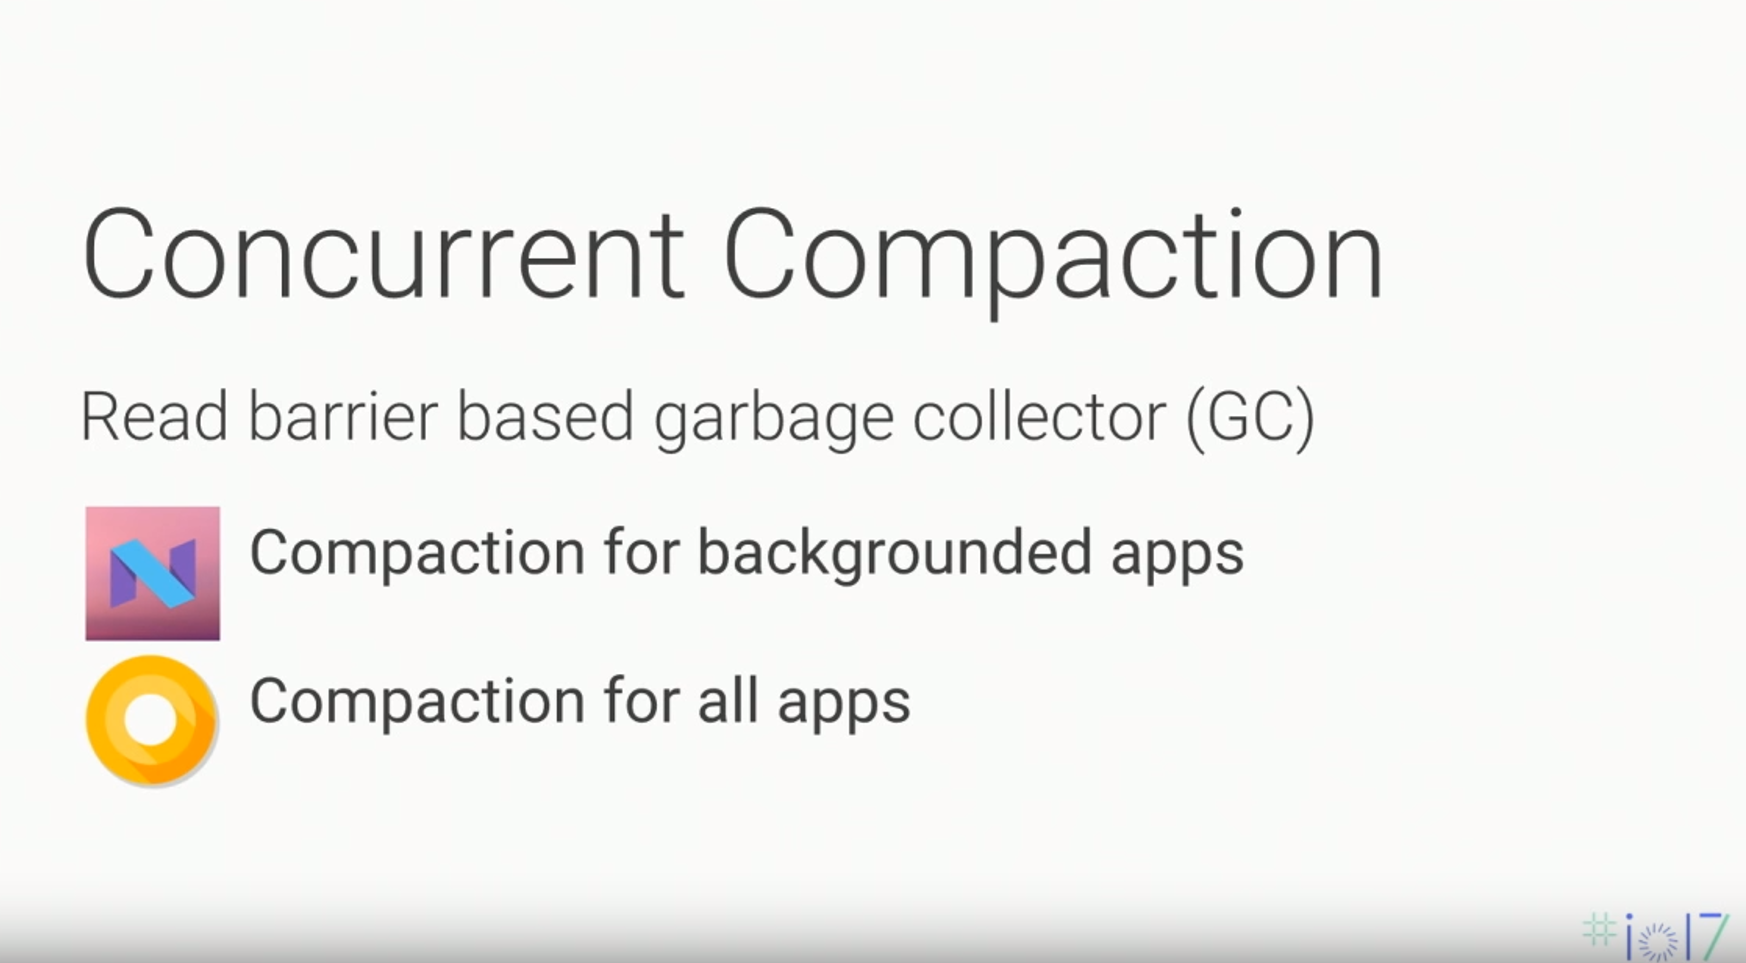 Concurrent Compaction
Read barrier based garbage collector (GC)
N
Compaction for backgrounded apps
Compaction for all apps
#io17